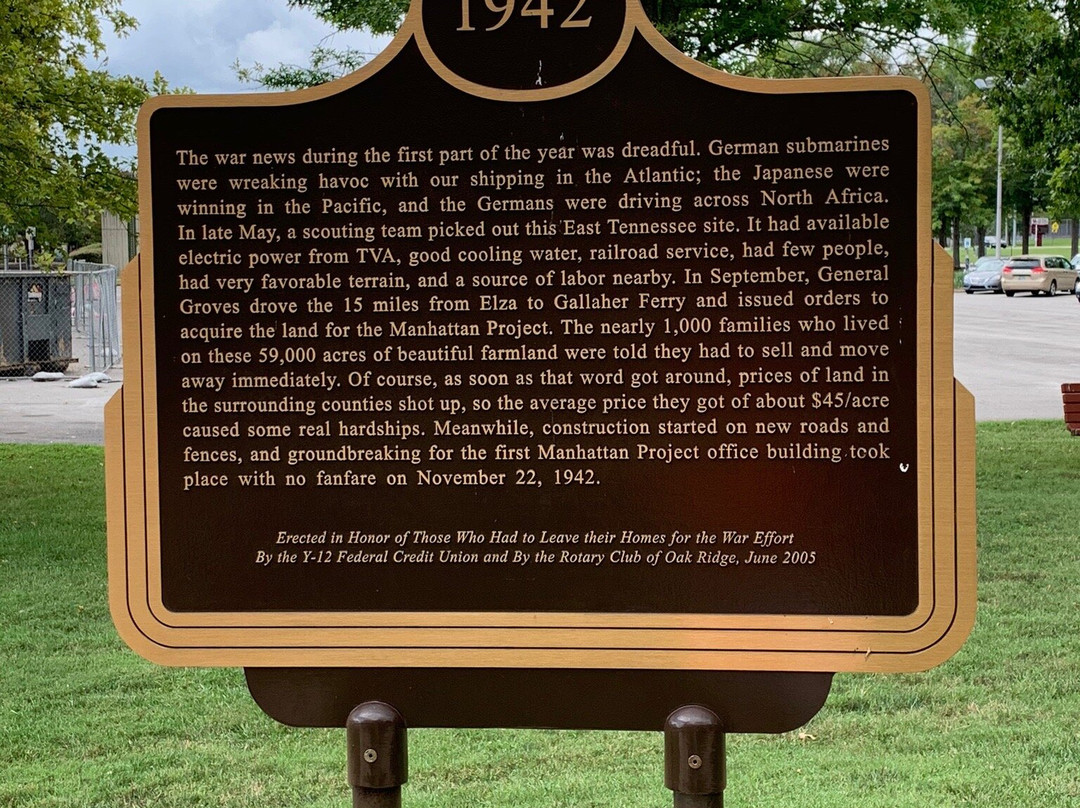 1942
The war news during the first part of the year was dreadful. German submarines
were wreaking havoc with our shipping in the Atlantic; the Japanese were
winning in the Pacific, and the Germans were driving across North Africa.
In late May, a scouting team picked out this East Tennessee site. It had available
electric power from TVA, good cooling water, railroad service, had few people,
had very favorable terrain, and a source of labor nearby. In September, General
Groves drove the 15 miles from Elza to Gallaher Ferry and issued orders to
acquire the land for the Manhattan Project. The nearly 1,000 families who lived
on these 59,000 acres of beautiful farmland were told they had to sell and move
away immediately. Of course, as soon as that word got around, prices of land in
the surrounding counties shot up, so the average price they got of about $45/acre
caused some real hardships. Meanwhile, construction started on new roads and
fences, and groundbreaking for the first Manhattan Project office building took
place with no fanfare on November 22, 1942.
Erected in Honor of Those Who Had to Leave their Homes for the War Effort
By the Y-12 Federal Credit Union and By the Rotary Club of Oak Ridge, June 2005